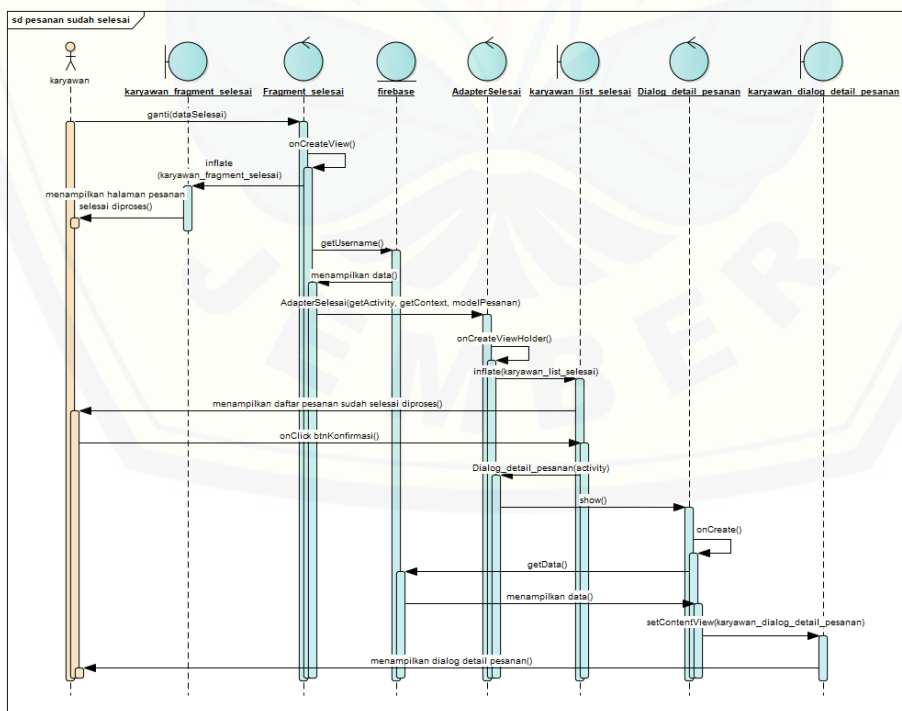 sd pesanan sudah selesai
karyawan
karyawan_fragment_selesai
Fragment_selesai
firebase
AdapterSelesai
karyawan_list_selesai
Dialog_detail_pesanan
karyawan_dialog_detail_pesanan
ganti(dataSelesai)
onCreateView()
inflate
(karyawan_fragment_selesai)
menampilkan halaman pesanan
selesai diproses()
getUsername()
menampilkan data()
AdapterSelesai(getActivity, getContext, modelPesanan)
onCreateViewHolder()
inflate(karyawan_list_selesai)
menampilkan daftar pesanan sudah selesai diproses()
onClick btnKonfirmasi()
Dialog_detail_pesanan(activity)
show()
onCreate()
getData()
menampilkan data()
setContentView(karyawan_dialog_detail_pesanan)
menampilkan dialog detail pesanan()
JEMBER